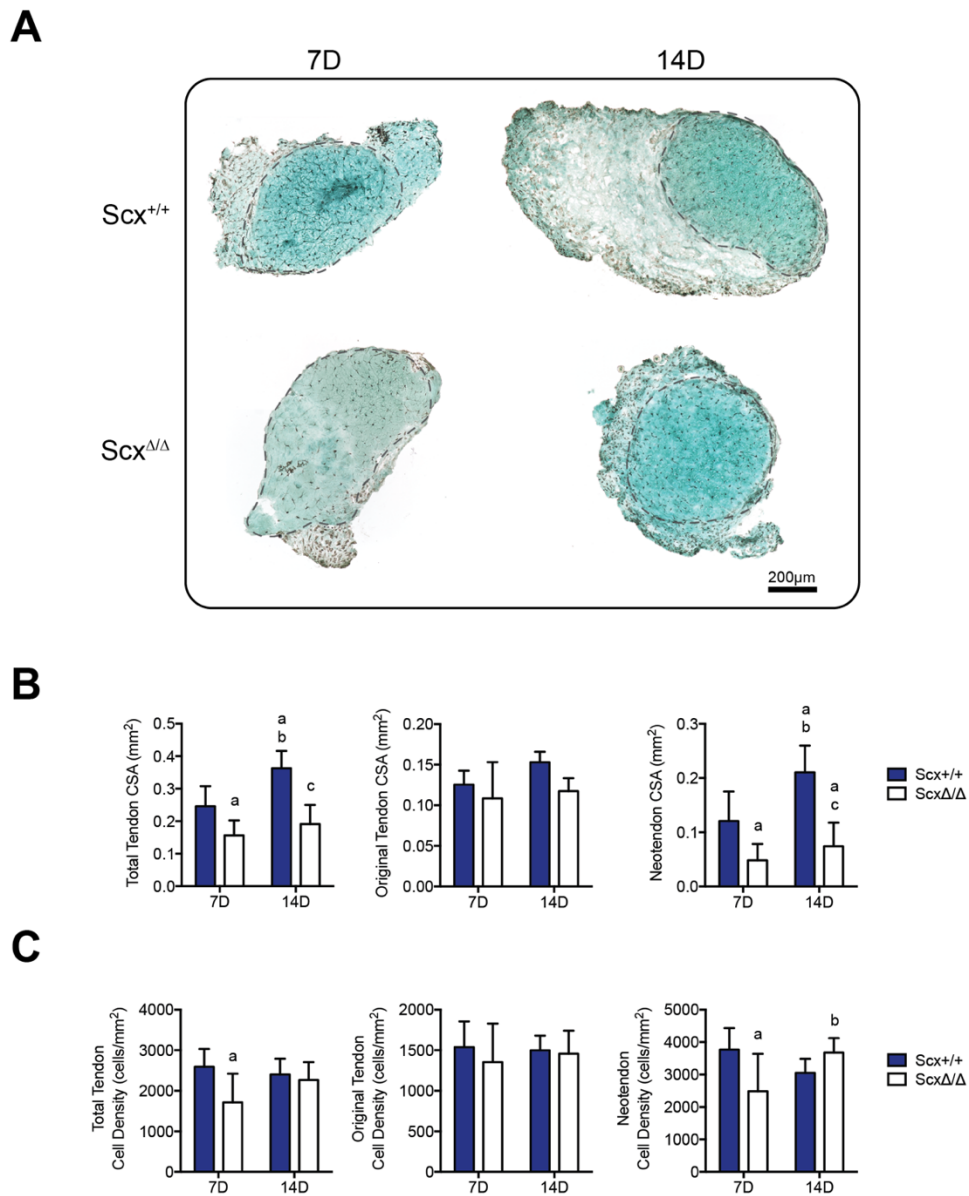 A
7D 14D
Scx+/+
ScxΔ/Δ
200µm
B
Total Tendon CSA (mm²)
0.5
0.4
0.3
0.2
0.1
0.0
a
a
b
c
7D 14D
Original Tendon CSA (mm²)
0.20
0.15
0.10
0.05
0.00
7D 14D
Neotendon CSA (mm²)
0.3
0.2
0.1
0.0
a
a
b
a
c
7D 14D
Scx+/+
ScxΔ/Δ
C
Total Tendon
Cell Density (cells/mm²)
4000
3000
2000
1000
0
a
7D 14D
Original Tendon
Cell Density (cells/mm²)
2000
1500
1000
500
0
7D 14D
Neotendon
Cell Density (cells/mm²)
5000
4000
3000
2000
1000
0
a
b
7D 14D
Scx+/+
ScxΔ/Δ